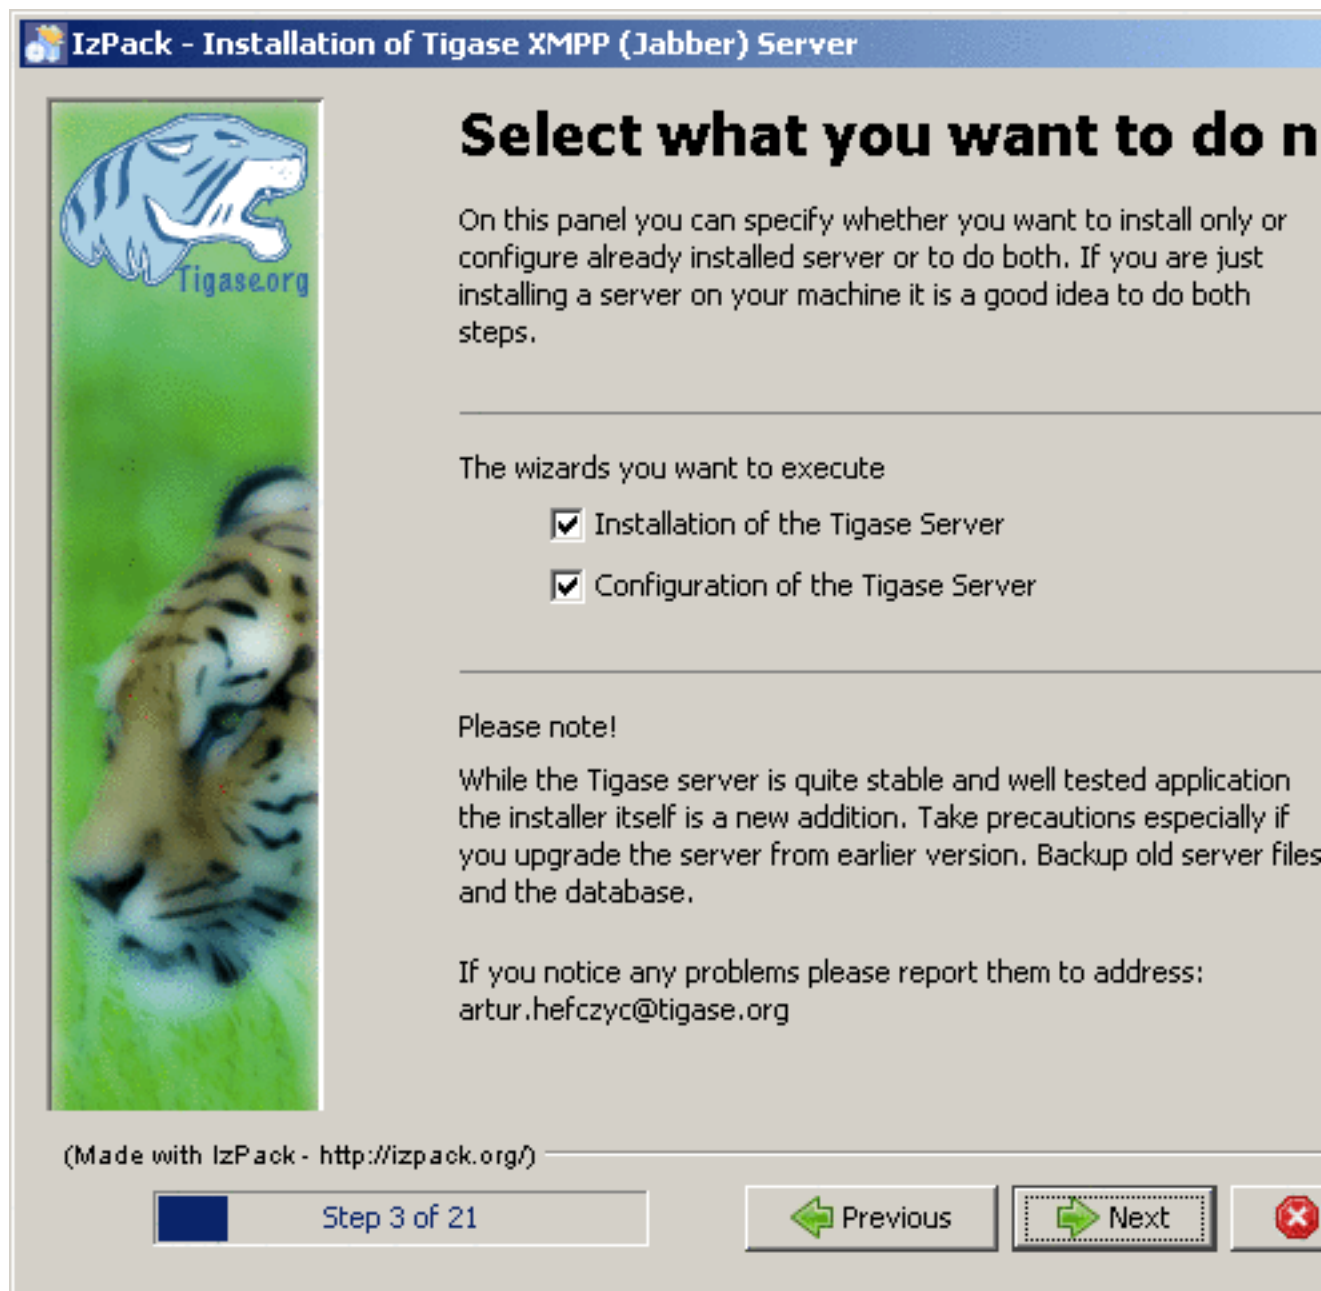 IzPack - Installation of Tigase XMPP (Jabber) Server
Tigase.org
Select what you want to do n
On this panel you can specify whether you want to install only or
configure already installed server or to do both. If you are just
installing a server on your machine it is a good idea to do both
steps.
The wizards you want to execute
Installation of the Tigase Server
Configuration of the Tigase Server
Please note!
While the Tigase server is quite stable and well tested application
the installer itself is a new addition. Take precautions especially if
you upgrade the server from earlier version. Backup old server files
and the database.
If you notice any problems please report them to address:
artur.hefczyc@tigase.org
(Made with IzPack - http://izpack.org/)
Step 3 of 21
Previous
Next